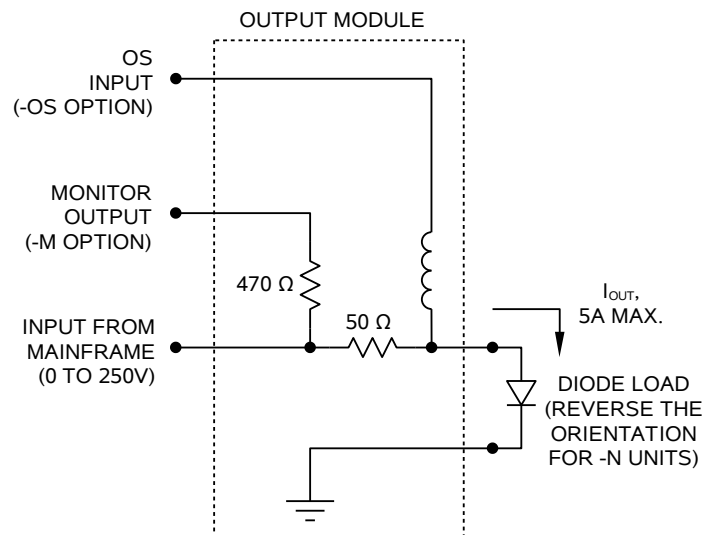 OUTPUT MODULE
OS
INPUT
(-OS OPTION)
MONITOR
OUTPUT
(-M OPTION)
470 Ω
50 Ω
INPUT FROM
MAINFRAME
(0 TO 250V)
IOUT,
5A MAX.
DIODE LOAD
(REVERSE THE
ORIENTATION
FOR -N UNITS)